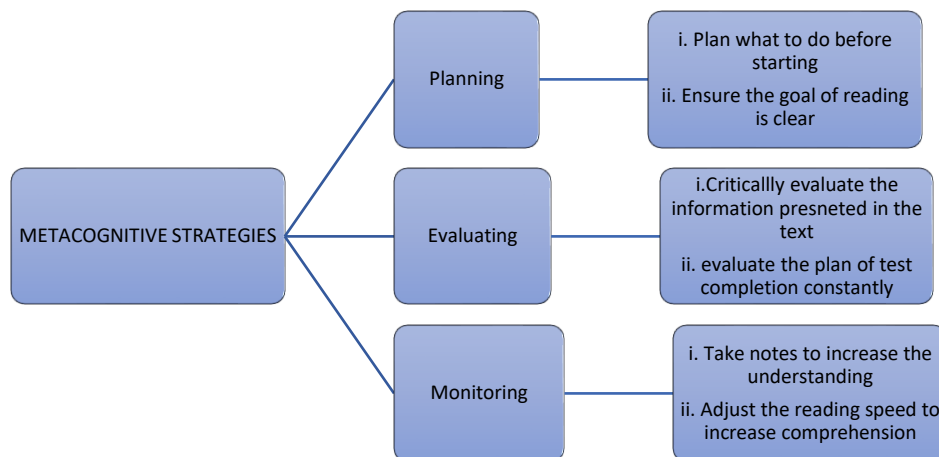 METACOGNITIVE STRATEGIES
Planning
i. Plan what to do before
starting
ii. Ensure the goal of reading
is clear
Evaluating
i.Criticallly evaluate the
information presneted in the
text
ii. evaluate the plan of test
completion constantly
Monitoring
i. Take notes to increase the
understanding
ii. Adjust the reading speed to
increase comprehension